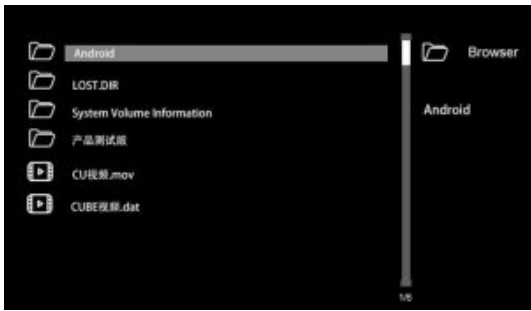 Android
LOST.DIR
System Volume Information
产品测试版
CU视频.mov
CUBE视频.dat
1/6
Browser
Android